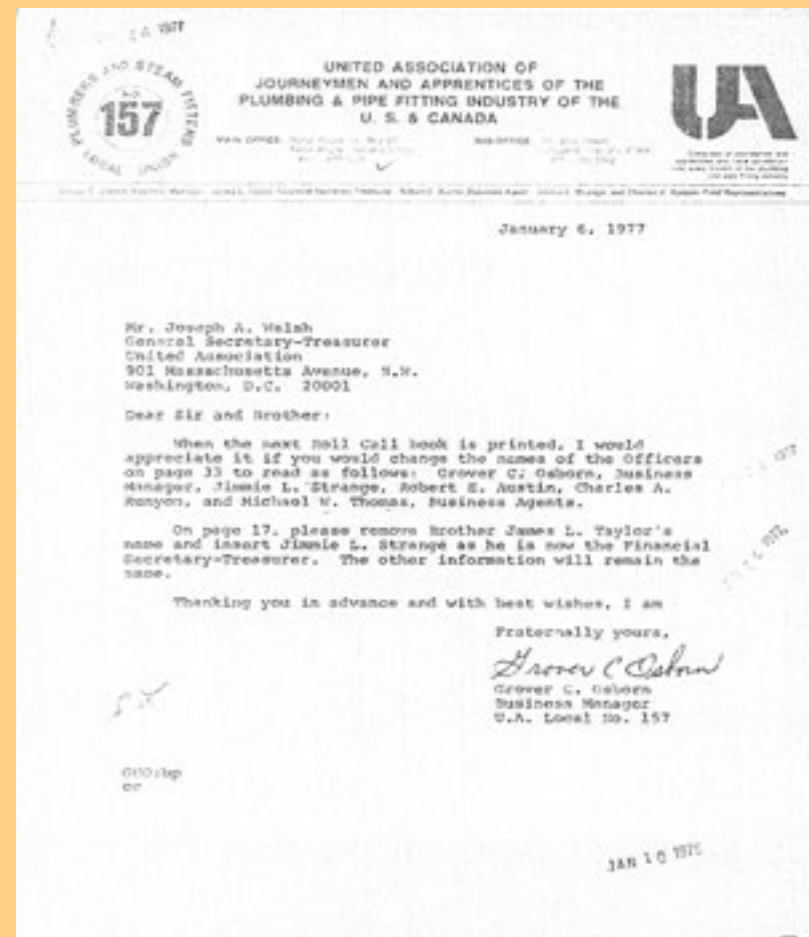 1977
PLUMBERS AND STEAM FITTERS
NO.
157
LOCAL UNION
UNITED ASSOCIATION OF
JOURNEYMEN AND APPRENTICES OF THE
PLUMBING & PIPE FITTING INDUSTRY OF THE
U. S. & CANADA
UA
MAIN OFFICE:
SUB-OFFICE
January 6, 1977
Mr. Joseph A. Walsh
General Secretary-Treasurer
United Association
901 Massachusetts Avenue, N.W.
Washington, D.C. 20001
Dear Sir and Brother:
When the next Roll Call book is printed, I would
appreciate it if you would change the names of the Officers
on page 33 to read as follows: Grover C. Osborn, Business
Manager, Jimmie L. Strange, Robert E. Austin, Charles A.
Runyon, and Michael W. Thomas, Business Agents.
On page 17, please remove Brother James L. Taylor's
name and insert Jimmie L. Strange as he is now the Financial
Secretary-Treasurer. The other information will remain the
same.
Thanking you in advance and with best wishes, I am
Fraternally yours,
Grover C Osborn
Grover C. Osborn
Business Manager
U.A. Local No. 157
GCO:bp
cc
JAN 10